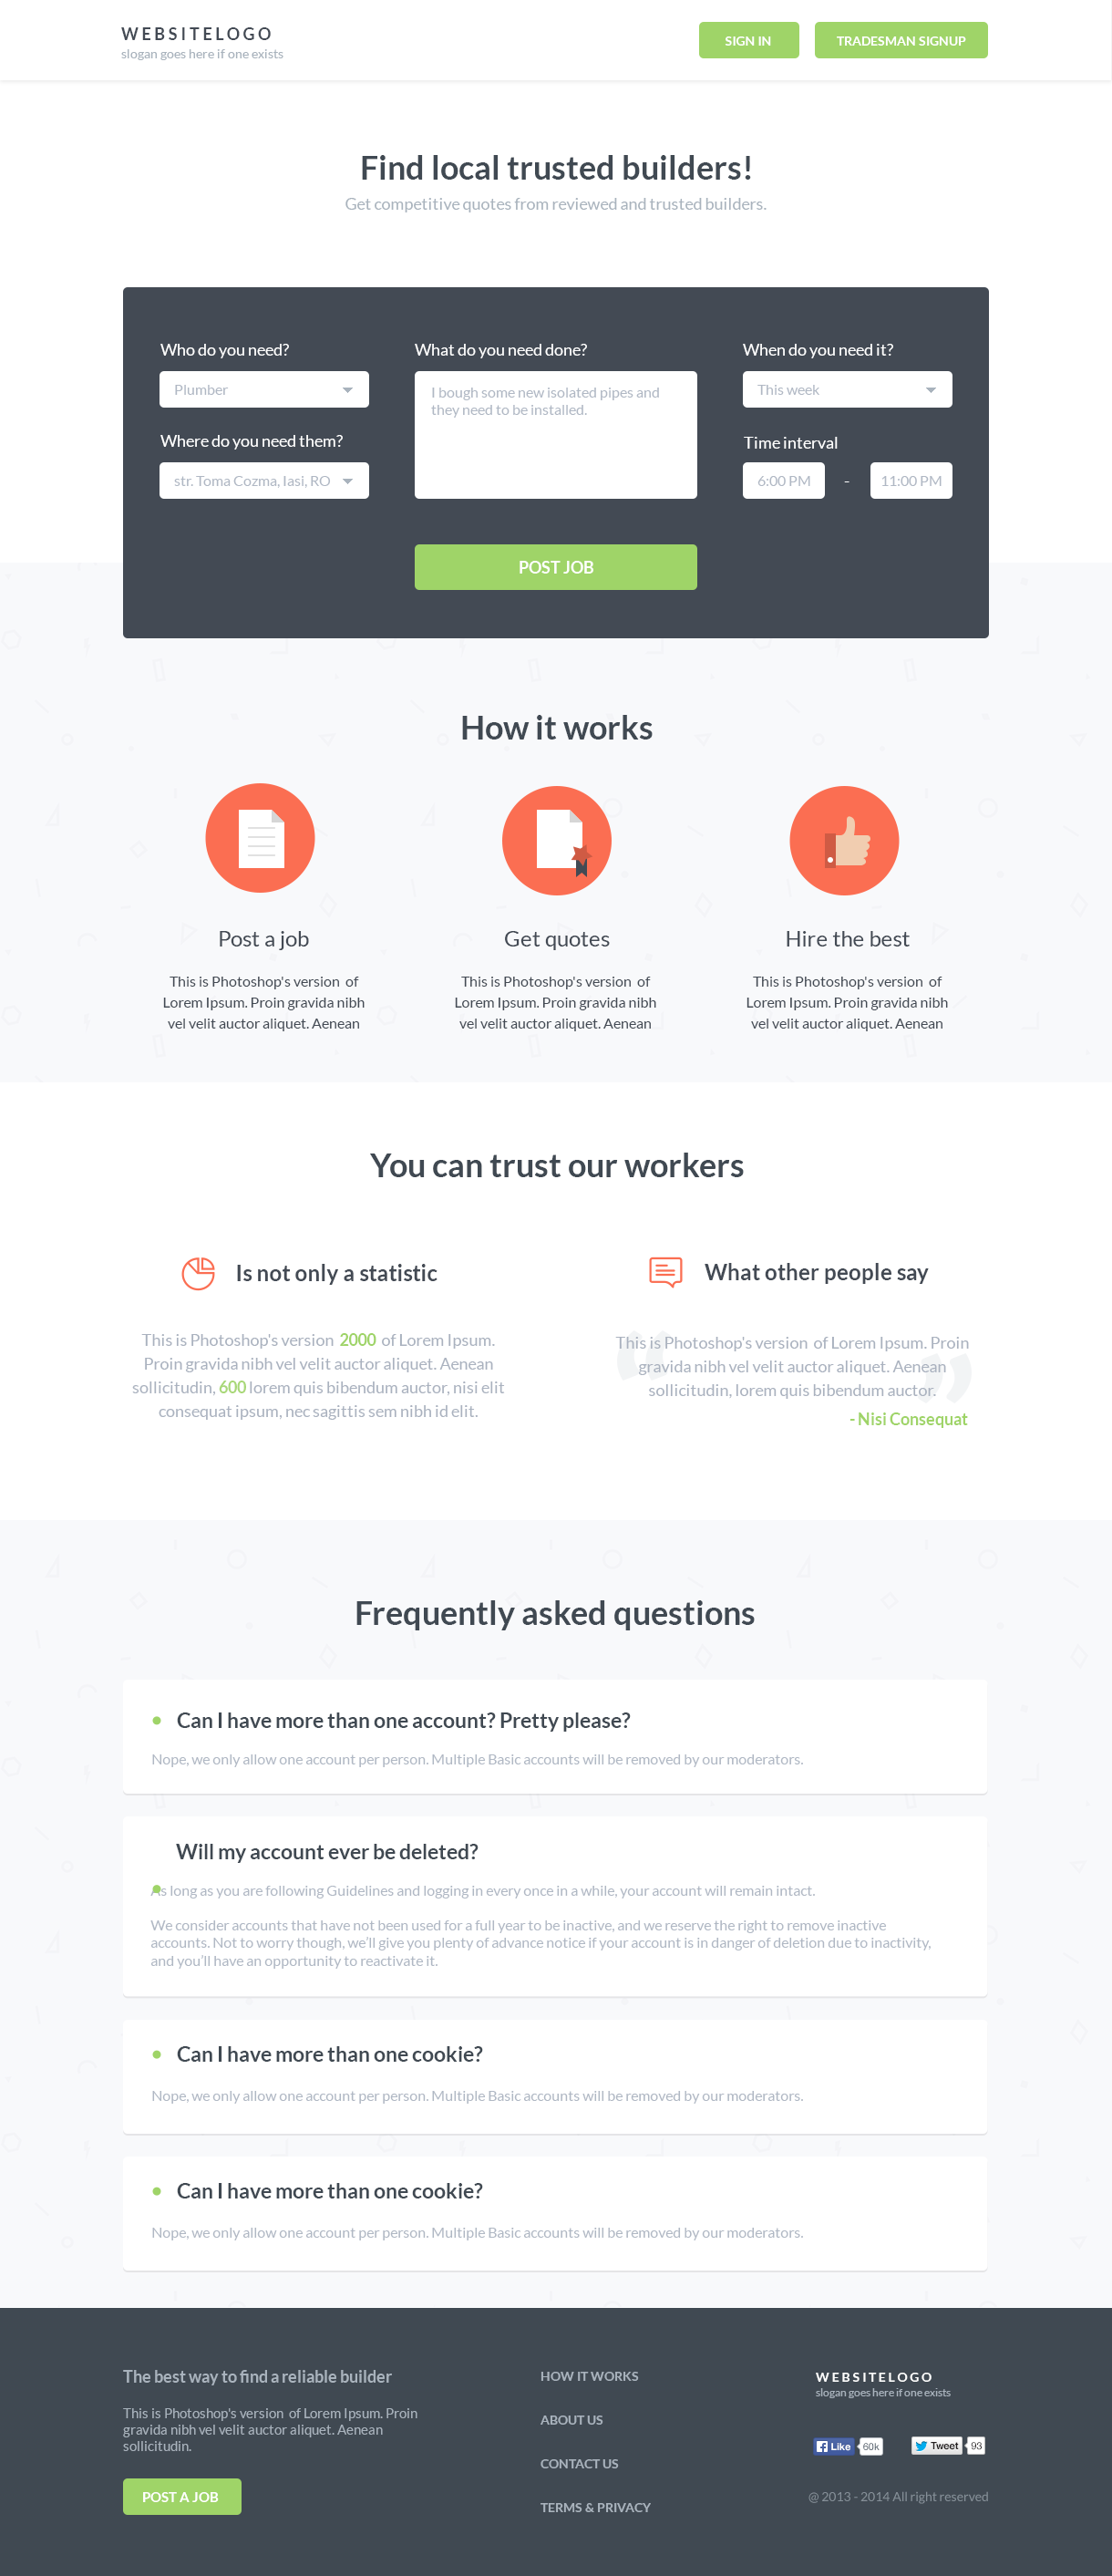 WEBSITELOGO
slogan goes here if one exists
SIGN IN
TRADESMAN SIGNUP
Find local trusted builders!
Get competitive quotes from reviewed and trusted builders.
Who do you need?
Plumber
Where do you need them?
str. Toma Cozma, Iasi, RO
What do you need done?
I bough some new isolated pipes and
they need to be installed.
When do you need it?
This week
Time interval
6:00 PM - 11:00 PM
POST JOB
How it works
Post a job
This is Photoshop's version of
Lorem Ipsum. Proin gravida nibh
vel velit auctor aliquet. Aenean
Get quotes
This is Photoshop's version of
Lorem Ipsum. Proin gravida nibh
vel velit auctor aliquet. Aenean
Hire the best
This is Photoshop's version of
Lorem Ipsum. Proin gravida nibh
vel velit auctor aliquet. Aenean
You can trust our workers
Is not only a statistic
This is Photoshop's version 2000 of Lorem Ipsum.
Proin gravida nibh vel velit auctor aliquet. Aenean
sollicitudin, 600 lorem quis bibendum auctor, nisi elit
consequat ipsum, nec sagittis sem nibh id elit.
What other people say
This is Photoshop's version of Lorem Ipsum. Proin
gravida nibh vel velit auctor aliquet. Aenean
sollicitudin, lorem quis bibendum auctor.
- Nisi Consequat
Frequently asked questions
Can I have more than one account? Pretty please?
Nope, we only allow one account per person. Multiple Basic accounts will be removed by our moderators.
Will my account ever be deleted?
As long as you are following Guidelines and logging in every once in a while, your account will remain intact.
We consider accounts that have not been used for a full year to be inactive, and we reserve the right to remove inactive
accounts. Not to worry though, we'll give you plenty of advance notice if your account is in danger of deletion due to inactivity,
and you'll have an opportunity to reactivate it.
Can I have more than one cookie?
Nope, we only allow one account per person. Multiple Basic accounts will be removed by our moderators.
Can I have more than one cookie?
Nope, we only allow one account per person. Multiple Basic accounts will be removed by our moderators.
The best way to find a reliable builder
This is Photoshop's version of Lorem Ipsum. Proin
gravida nibh vel velit auctor aliquet. Aenean
sollicitudin.
POST A JOB
HOW IT WORKS
ABOUT US
CONTACT US
TERMS & PRIVACY
WEBSITELOGO
slogan goes here if one exists
Like 60k
Tweet 93
@ 2013 - 2014 All right reserved